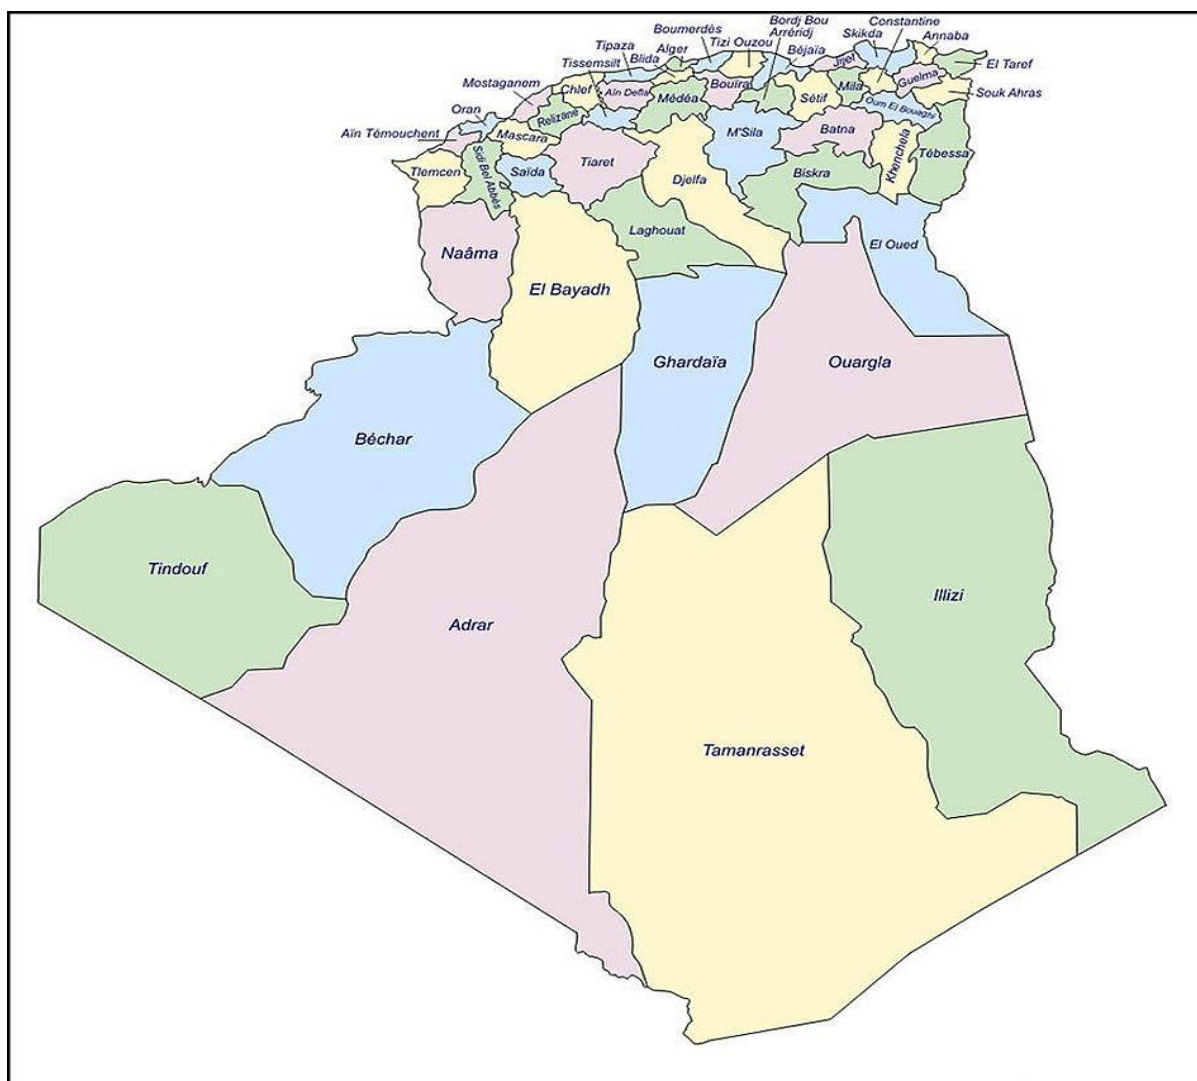 Bordj Bou
Arréridj
Constantine
Skikda
Annaba
Boumerdès
Tizi Ouzou
Béjaïa
Tipaza
Alger
Blida
Tissemsilt
Jijel
El Taref
Guelma
Souk Ahras
Mostaganem
Chlef
Aïn Defla
Médéa
Bouïra
Sétif
Mila
Oum El Bouaghi
Oran
Relizane
Aïn Témouchent
Mascara
M'Sila
Batna
Khenchela
Tébessa
Tlemcen
Sidi Bel Abbès
Saïda
Tiaret
Djelfa
Biskra
Laghouat
El Oued
Naâma
El Bayadh
Ghardaïa
Ouargla
Béchar
Tindouf
Adrar
Illizi
Tamanrasset